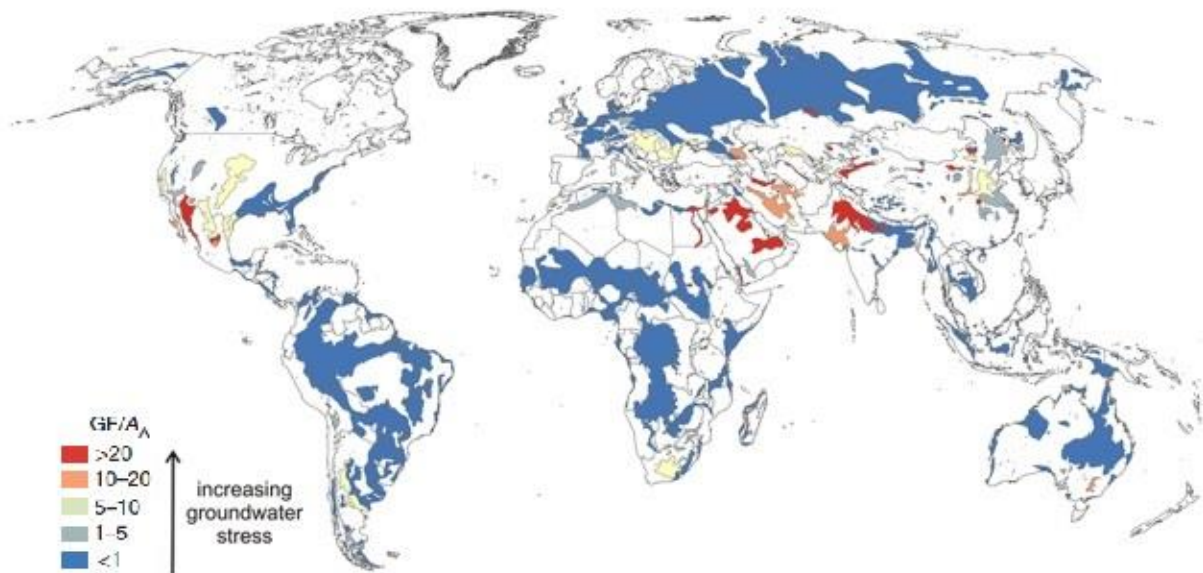 GF/A_A
>20
10–20
5–10
1–5
<1
increasing
groundwater
stress